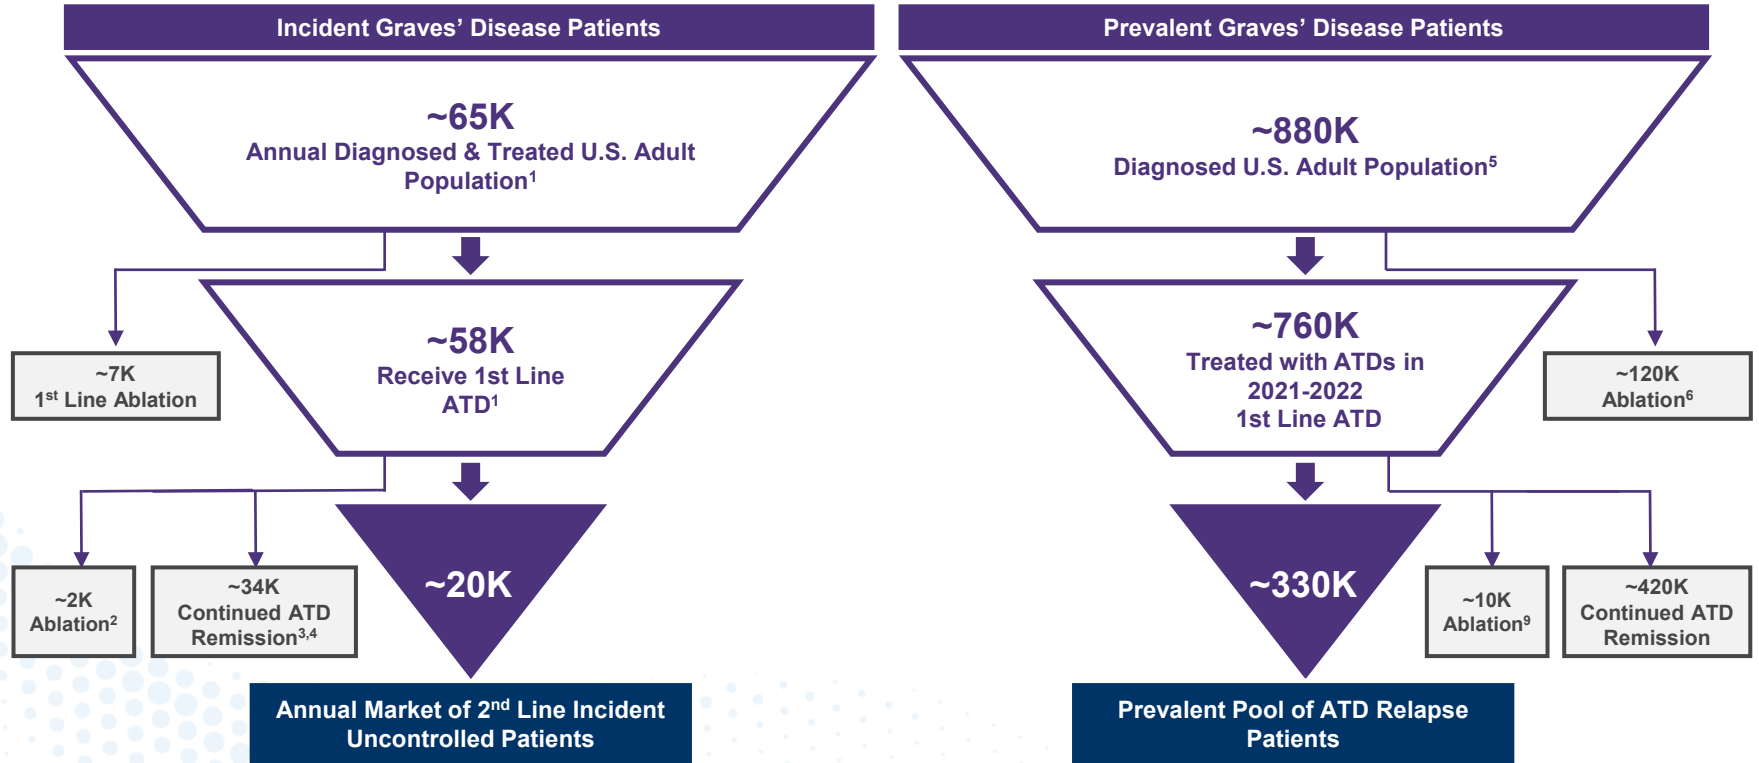 Incident Graves’ Disease Patients
~65K
Annual Diagnosed & Treated U.S. Adult
Population1
~58K
Receive 1st Line
ATD1
~7K
1st Line Ablation
~2K
Ablation2
~34K
Continued ATD
Remission3,4
~20K
Annual Market of 2nd Line Incident
Uncontrolled Patients
Prevalent Graves’ Disease Patients
~880K
Diagnosed U.S. Adult Population5
~760K
Treated with ATDs in
2021-2022
1st Line ATD
~120K
Ablation6
~330K
~10K
Ablation9
~420K
Continued ATD
Remission
Prevalent Pool of ATD Relapse
Patients